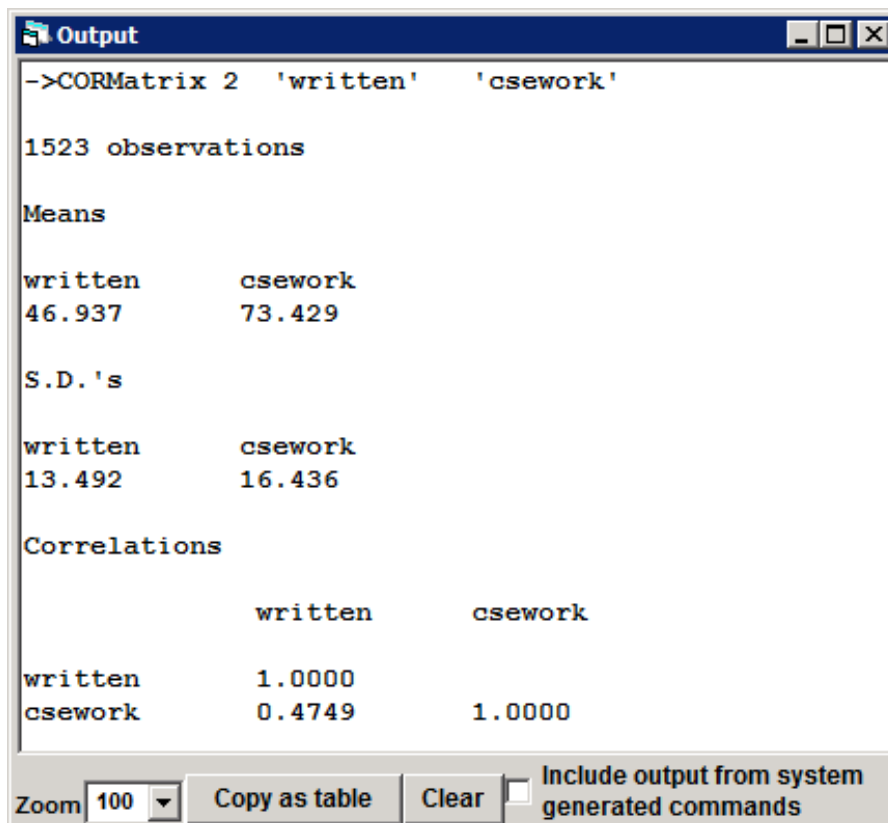 Output
->CORMatrix 2 'written' 'csework'
1523 observations
Means
written csework
46.937 73.429
S.D.'s
written csework
13.492 16.436
Correlations
written csework
written 1.0000
csework 0.4749 1.0000
Zoom 100 Copy as table Clear Include output from system
generated commands